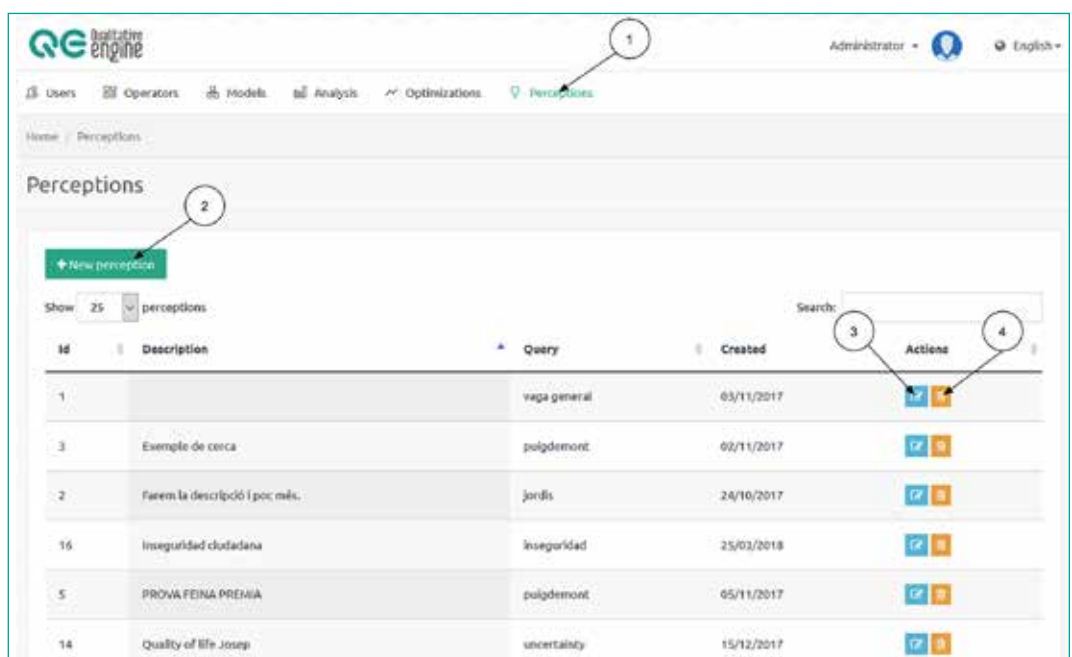 QE Qualitative engine
1
Administrator
English
Users Operators Models Analysis Optimizations Perceptions
Home / Perceptions
Perceptions
2
+ New perception
Show 25 perceptions Search:
3 4
Id Description Query Created Actions
1 vaga general 03/11/2017
3 Exemple de cerca puigdemont 02/11/2017
2 Farem la descripció i poc més. jordis 24/10/2017
16 Inseguridad ciudadana inseguridad 25/03/2018
5 PROVA FEINA PREMIA puigdemont 05/11/2017
14 Quality of life Josep uncertainty 15/12/2017